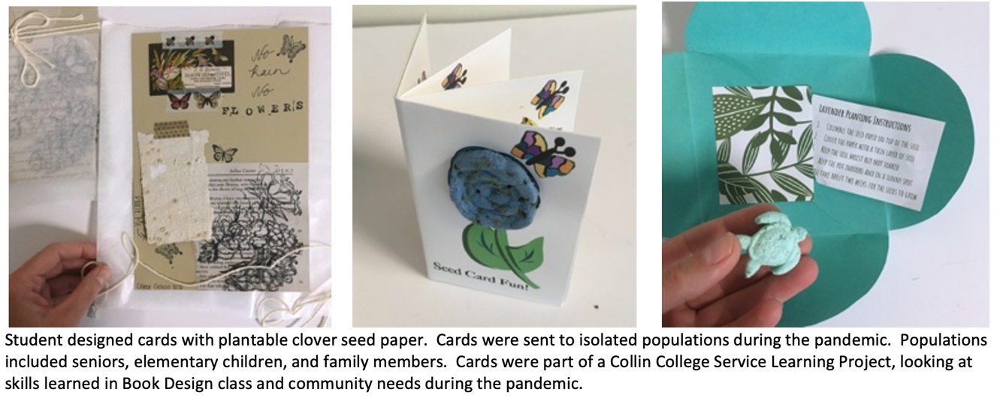 No
Rain
No
FLOWERS
Seed Card Fun!
LAVENDER PLANTING INSTRUCTIONS
1. CRUMBLE THE SEED PAPER ON TOP OF THE SOIL
2. COVER THE PAPER WITH A THIN LAYER OF SOIL
KEEP THE SOIL MOIST BUT NOT SOAKED
KEEP THE POT INDOORS AND IN A SUNNY SPOT
TAKE ABOUT TWO WEEKS FOR THE SEEDS TO GROW
Student designed cards with plantable clover seed paper.  Cards were sent to isolated populations during the pandemic.  Populations
included seniors, elementary children, and family members.  Cards were part of a Collin College Service Learning Project, looking at
skills learned in Book Design class and community needs during the pandemic.